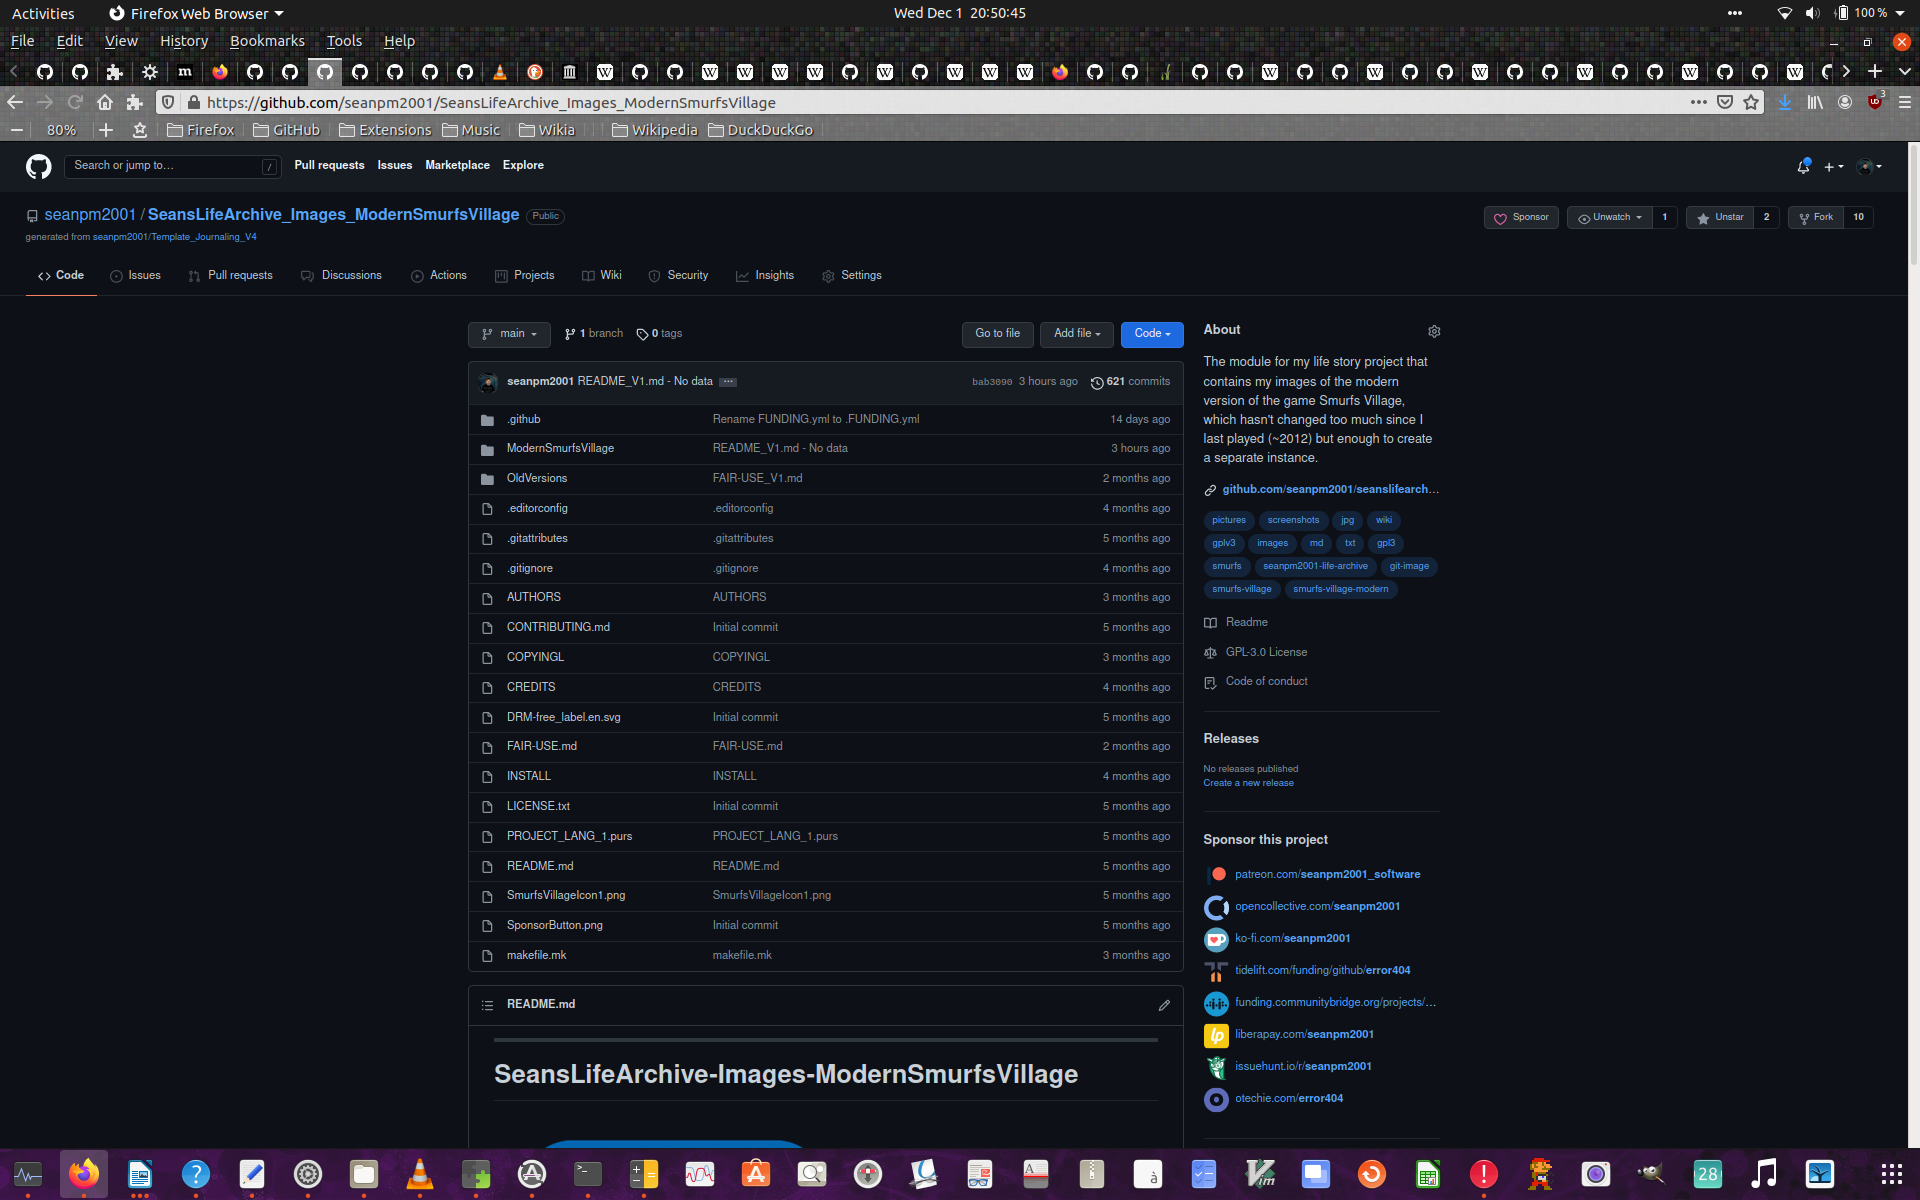 Activities Firefox Web Browser Wed Dec 1 20:50:45 100 %
File Edit View History Bookmarks Tools Help
https://github.com/seanpm2001/SeansLifeArchive_Images_ModernSmurfsVillage 3
80% Firefox GitHub Extensions Music Wikia Wikipedia DuckDuckGo
Search or jump to… / Pull requests Issues Marketplace Explore
seanpm2001 / SeansLifeArchive_Images_ModernSmurfsVillage Public Sponsor Unwatch 1 Unstar 2 Fork 10
generated from seanpm2001/Template_Journaling_V4
Code Issues Pull requests Discussions Actions Projects Wiki Security Insights Settings
main 1 branch 0 tags Go to file Add file Code
seanpm2001 README_V1.md - No data ... bab3090 3 hours ago 621 commits
.github Rename FUNDING.yml to .FUNDING.yml 14 days ago
ModernSmurfsVillage README_V1.md - No data 3 hours ago
OldVersions FAIR-USE_V1.md 2 months ago
.editorconfig .editorconfig 4 months ago
.gitattributes .gitattributes 5 months ago
.gitignore .gitignore 4 months ago
AUTHORS AUTHORS 3 months ago
CONTRIBUTING.md Initial commit 5 months ago
COPYINGL COPYINGL 3 months ago
CREDITS CREDITS 4 months ago
DRM-free_label.en.svg Initial commit 5 months ago
FAIR-USE.md FAIR-USE.md 2 months ago
INSTALL INSTALL 4 months ago
LICENSE.txt Initial commit 5 months ago
PROJECT_LANG_1.purs PROJECT_LANG_1.purs 5 months ago
README.md README.md 5 months ago
SmurfsVillageIcon1.png SmurfsVillageIcon1.png 5 months ago
SponsorButton.png Initial commit 5 months ago
makefile.mk makefile.mk 3 months ago
README.md
SeansLifeArchive-Images-ModernSmurfsVillage
About
The module for my life story project that
contains my images of the modern
version of the game Smurfs Village,
which hasn't changed too much since I
last played (~2012) but enough to create
a separate instance.
github.com/seanpm2001/seanslifearch…
pictures screenshots jpg wiki
gplv3 images md txt gpl3
smurfs seanpm2001-life-archive git-image
smurfs-village smurfs-village-modern
Readme
GPL-3.0 License
Code of conduct
Releases
No releases published
Create a new release
Sponsor this project
patreon.com/seanpm2001_software
opencollective.com/seanpm2001
ko-fi.com/seanpm2001
tidelift.com/funding/github/error404
funding.communitybridge.org/projects/…
liberapay.com/seanpm2001
issuehunt.io/r/seanpm2001
otechie.com/error404
28